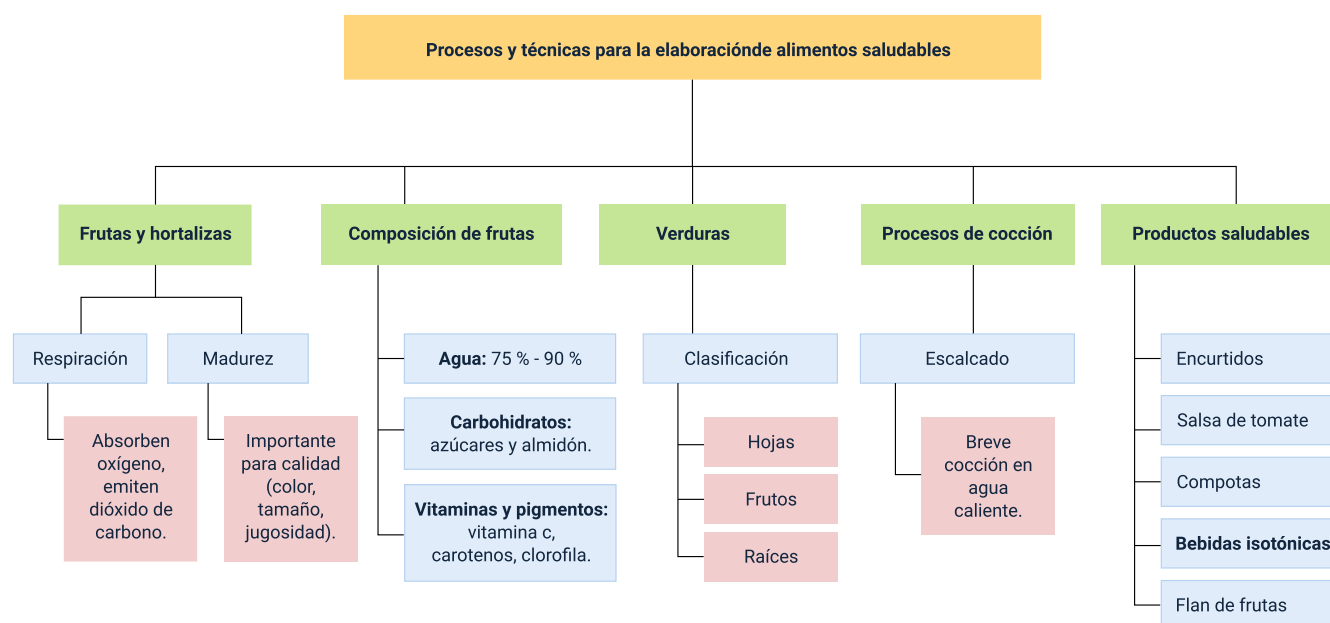 Procesos y técnicas para la elaboraciónde alimentos saludables
Frutas y hortalizas
Composición de frutas
Verduras
Procesos de cocción
Productos saludables
Respiración
Madurez
Agua: 75 % - 90 %
Clasificación
Escalcado
Encurtidos
Absorben
oxígeno,
emiten
dióxido de
carbono.
Importante
para calidad
(color,
tamaño,
jugosidad).
Carbohidratos:
azúcares y almidón.
Vitaminas y pigmentos:
vitamina c,
carotenos, clorofila.
Hojas
Frutos
Raíces
Breve
cocción en
agua
caliente.
Salsa de tomate
Compotas
Bebidas isotónicas
Flan de frutas